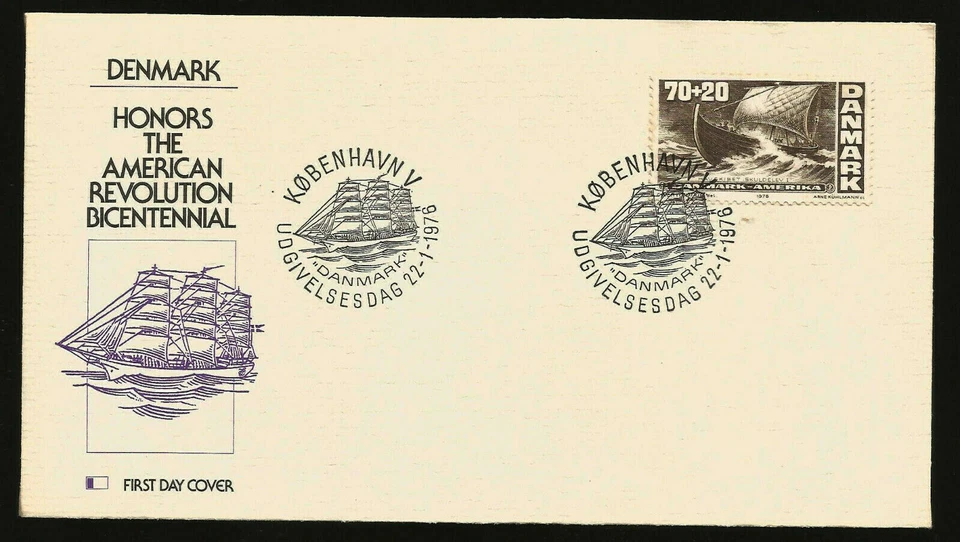 DENMARK
HONORS
THE
AMERICAN
REVOLUTION
BICENTENNIAL
FIRST DAY COVER
KØBENHAVN V
"DANMARK"
UDGIVELSESDAG 22-1-1976
KØBENHAVN V
"DANMARK"
UDGIVELSESDAG 22-1-1976
70+20
DANMARK
SKULDELEV
DANMARK-AMERIKA
1976